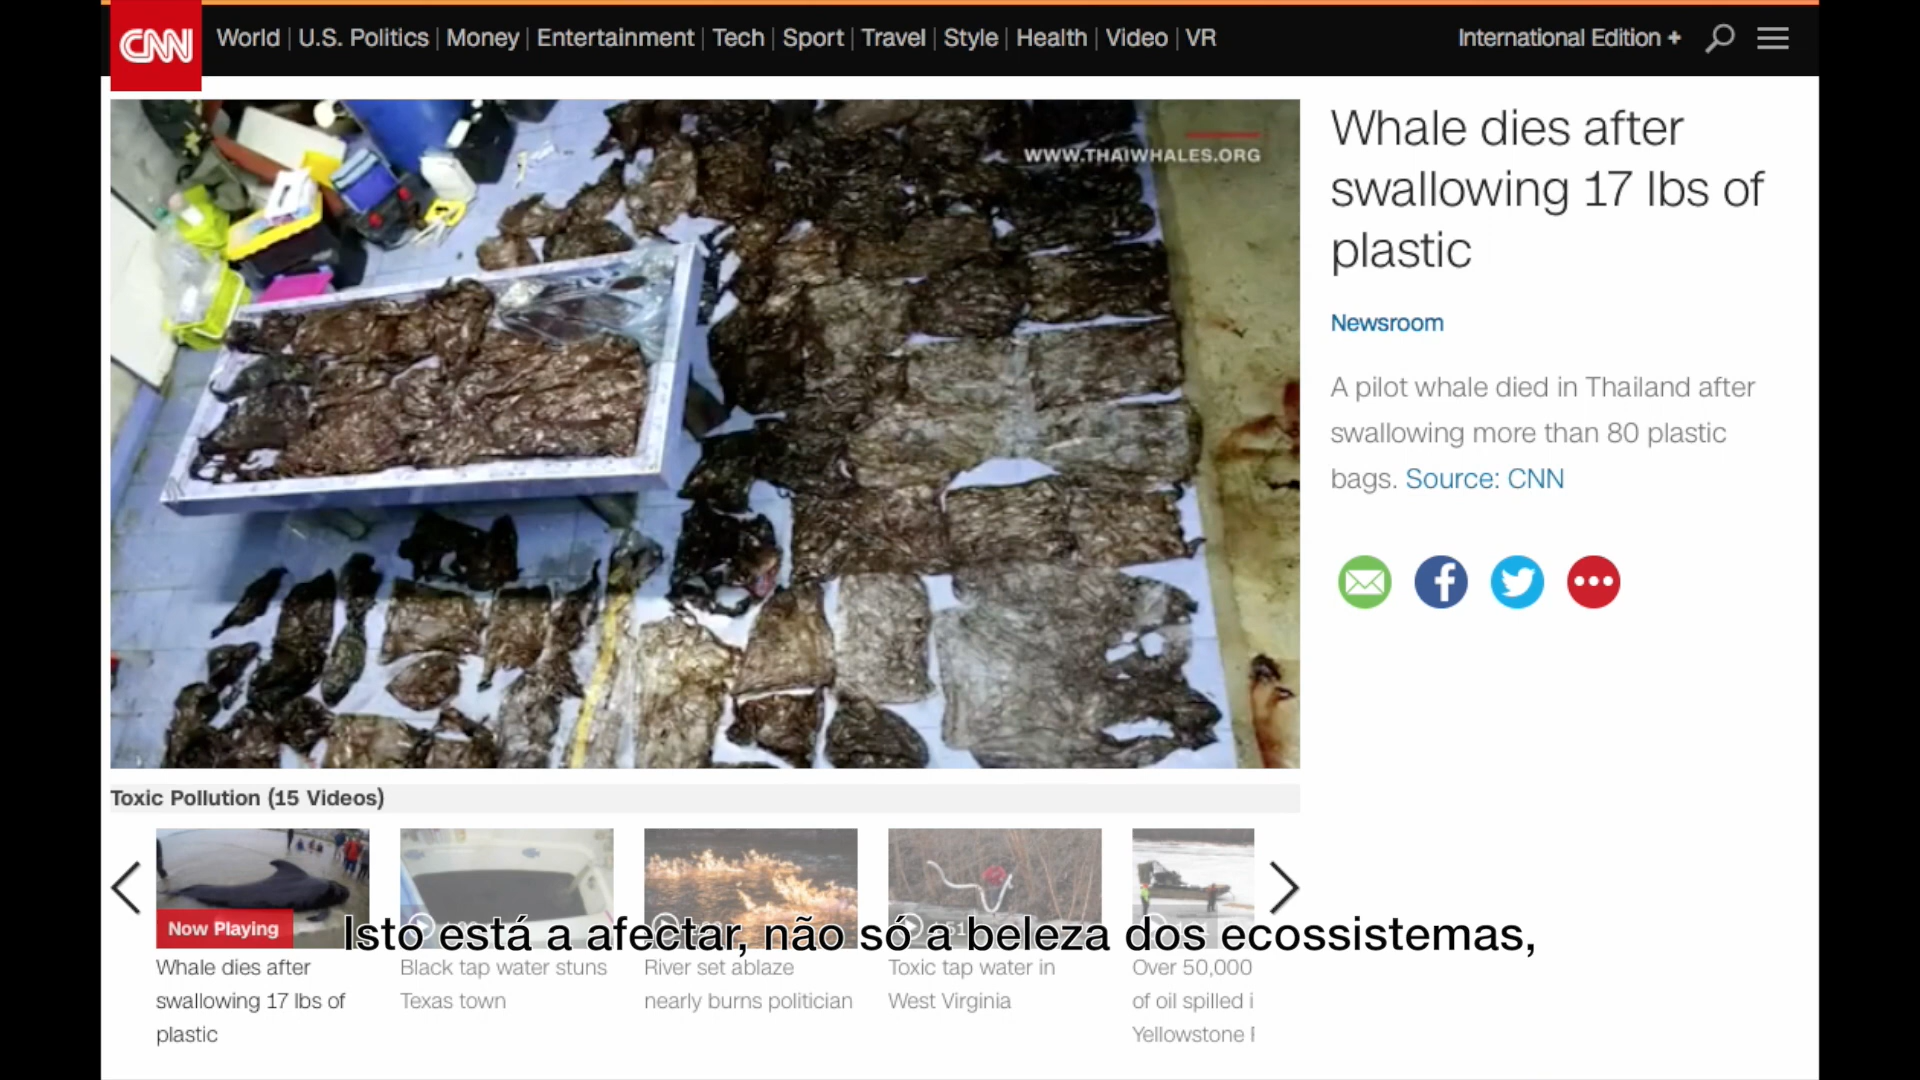 CNN
World | U.S. Politics | Money | Entertainment | Tech | Sport | Travel | Style | Health | Video | VR
International Edition +
WWW.THAIWHALES.ORG
Whale dies after
swallowing 17 lbs of
plastic
Newsroom
A pilot whale died in Thailand after
swallowing more than 80 plastic
bags. Source: CNN
Toxic Pollution (15 Videos)
Now Playing
Whale dies after
swallowing 17 lbs of
plastic
Black tap water stuns
Texas town
River set ablaze
nearly burns politician
Toxic tap water in
West Virginia
Over 50,000
of oil spilled i
Yellowstone
Isto está a afectar, não só a beleza dos ecossistemas,